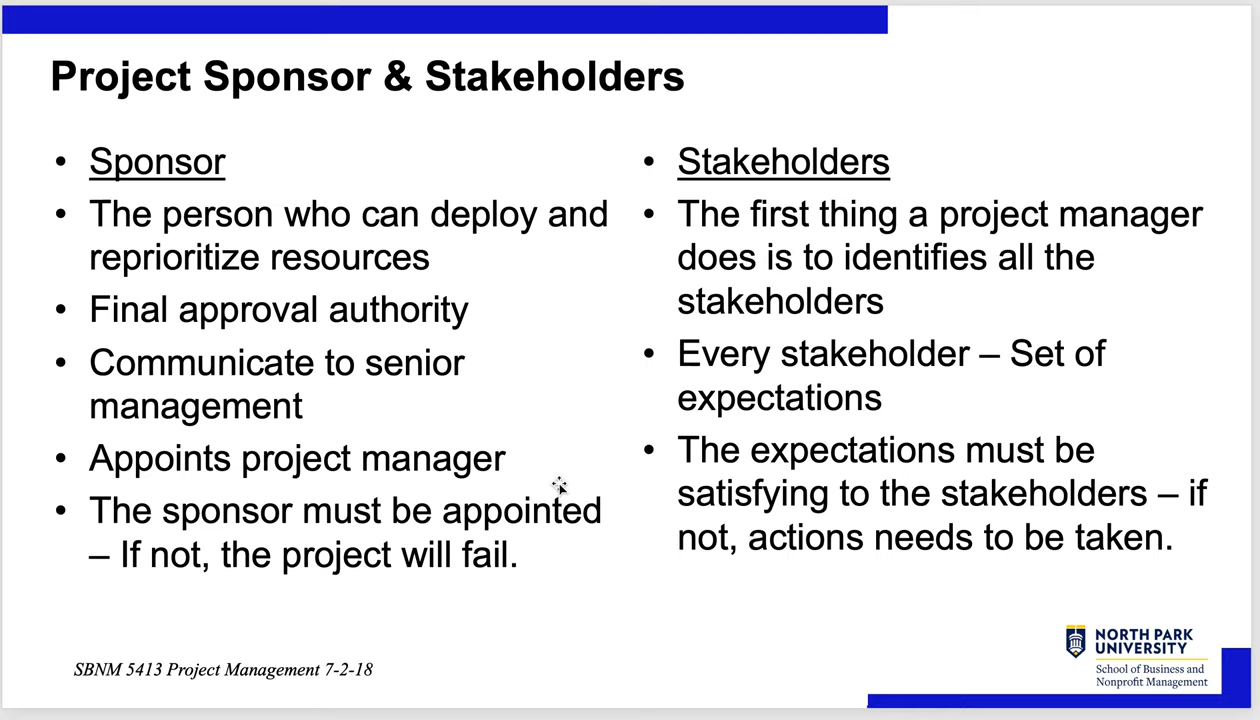 Project Sponsor & Stakeholders
• Sponsor
• The person who can deploy and
reprioritize resources
• Final approval authority
• Communicate to senior
management
• Appoints project manager
• The sponsor must be appointed
– If not, the project will fail.
• Stakeholders
• The first thing a project manager
does is to identifies all the
stakeholders
• Every stakeholder – Set of
expectations
• The expectations must be
satisfying to the stakeholders – if
not, actions needs to be taken.
SBNM 5413 Project Management 7-2-18
NORTH PARK
UNIVERSITY
School of Business and
Nonprofit Management